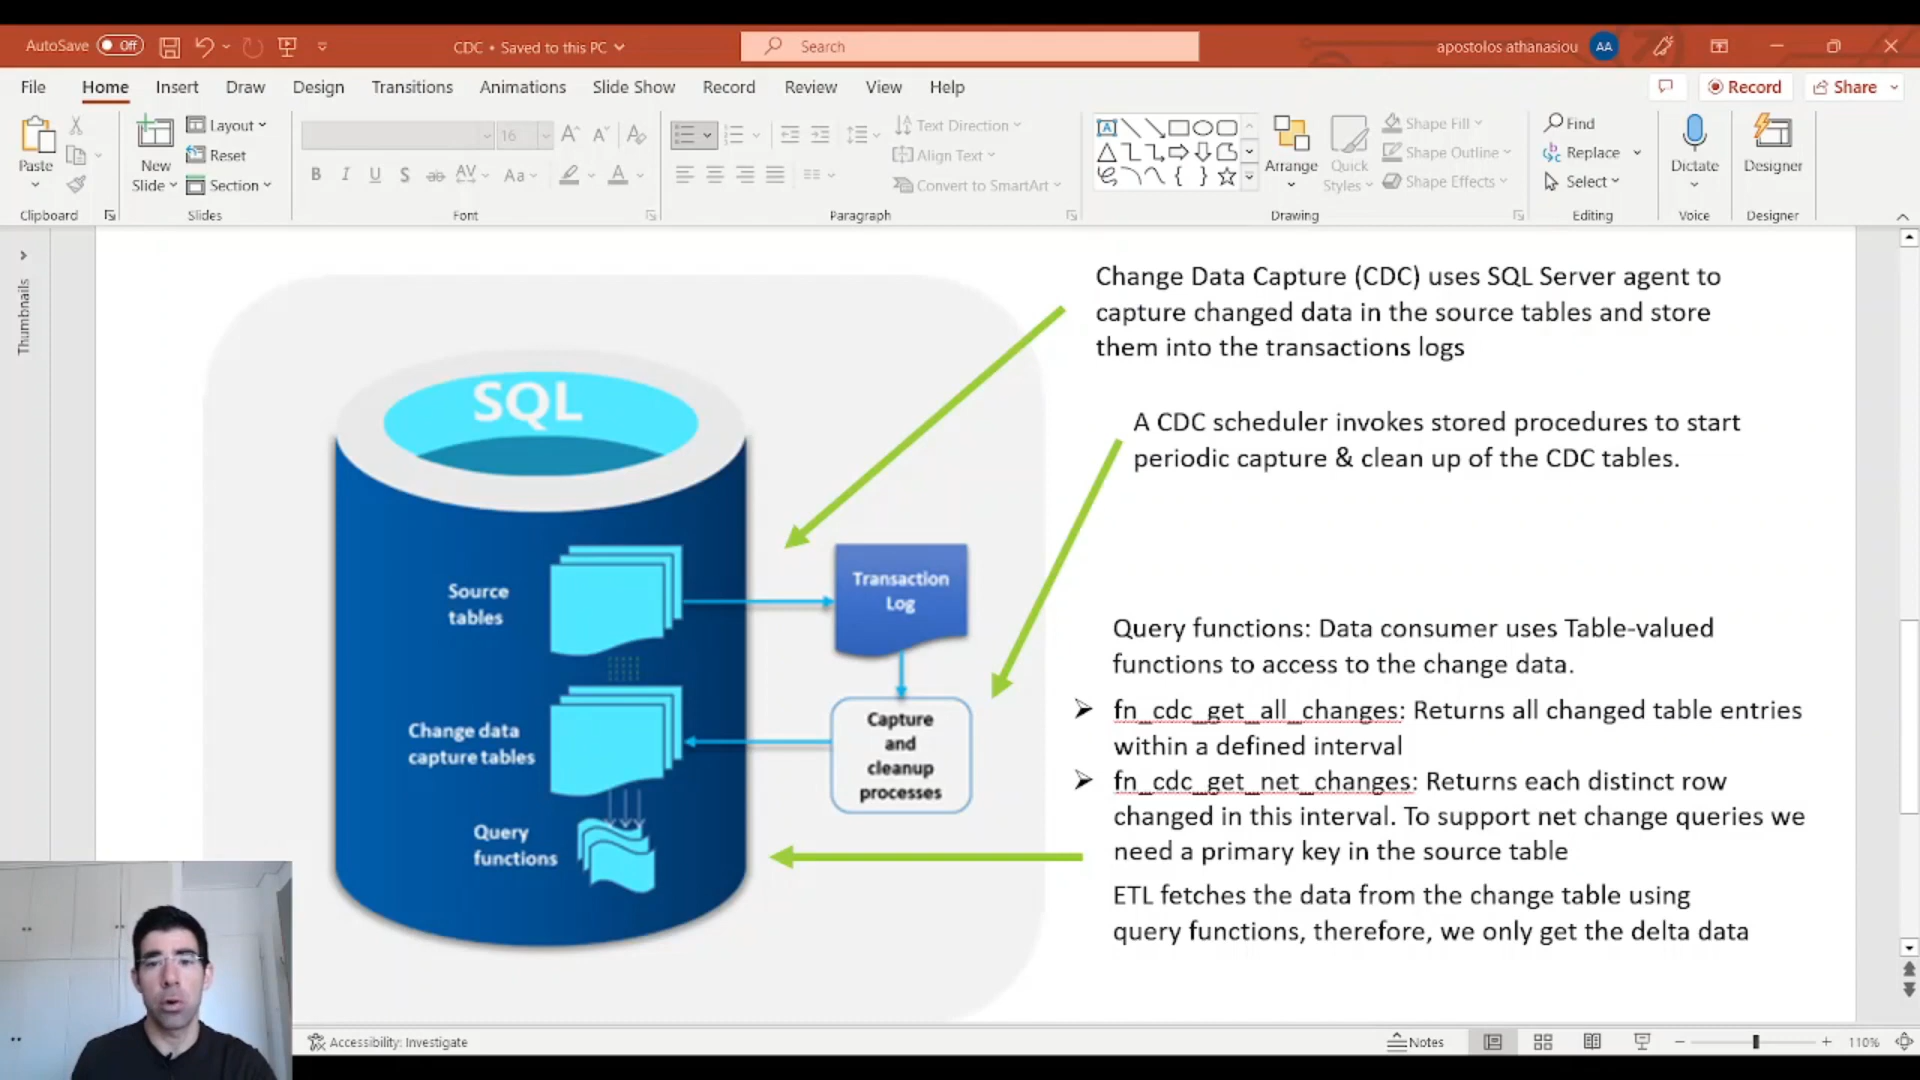 AutoSave Off
CDC • Saved to this PC
Search
apostolos athanasiou AA
File Home Insert Draw Design Transitions Animations Slide Show Record Review View Help
Record Share
Paste
Clipboard
New
Slide
Layout
Reset
Section
Slides
16
B I U S ab AV Aa A
Font
Text Direction
Align Text
Convert to SmartArt
Paragraph
Arrange
Quick
Styles
Shape Fill
Shape Outline
Shape Effects
Drawing
Find
Replace
Select
Editing
Dictate
Voice
Designer
Designer
Thumbnails
SQL
Source
tables
Change data
capture tables
Query
functions
Transaction
Log
Capture
and
cleanup
processes
Change Data Capture (CDC) uses SQL Server agent to
capture changed data in the source tables and store
them into the transactions logs
A CDC scheduler invokes stored procedures to start
periodic capture & clean up of the CDC tables.
Query functions: Data consumer uses Table-valued
functions to access to the change data.
fn_cdc_get_all_changes: Returns all changed table entries
within a defined interval
fn_cdc_get_net_changes: Returns each distinct row
changed in this interval. To support net change queries we
need a primary key in the source table
ETL fetches the data from the change table using
query functions, therefore, we only get the delta data
Accessibility: Investigate
Notes
110%